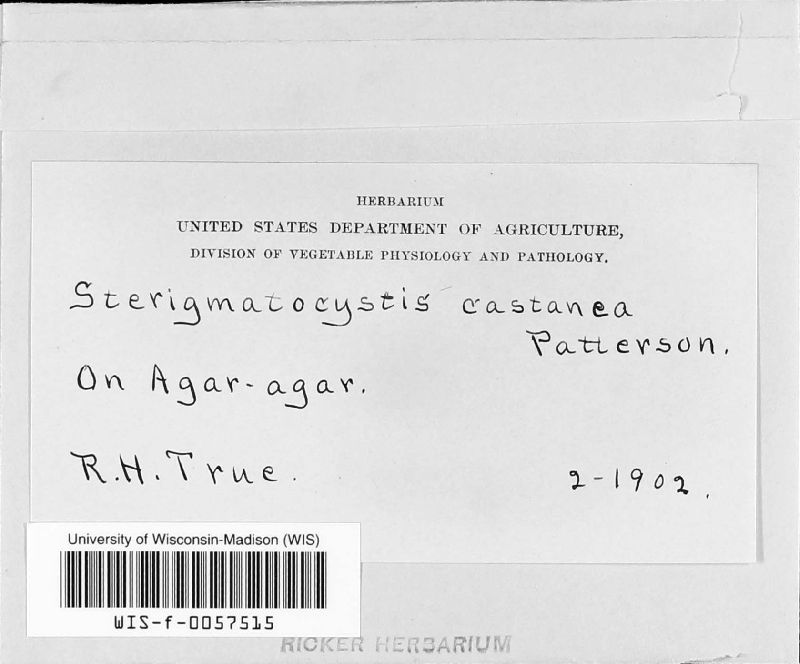 HERBARIUM
UNITED STATES DEPARTMENT OF AGRICULTURE,
DIVISION OF VEGETABLE PHYSIOLOGY AND PATHOLOGY.
Sterigmatocystis castanea
Patterson.
On Agar-agar.
R.H. True.
2-1902.
University of Wisconsin-Madison (WIS)
WIS-f-0057515
RICKER HERBARIUM